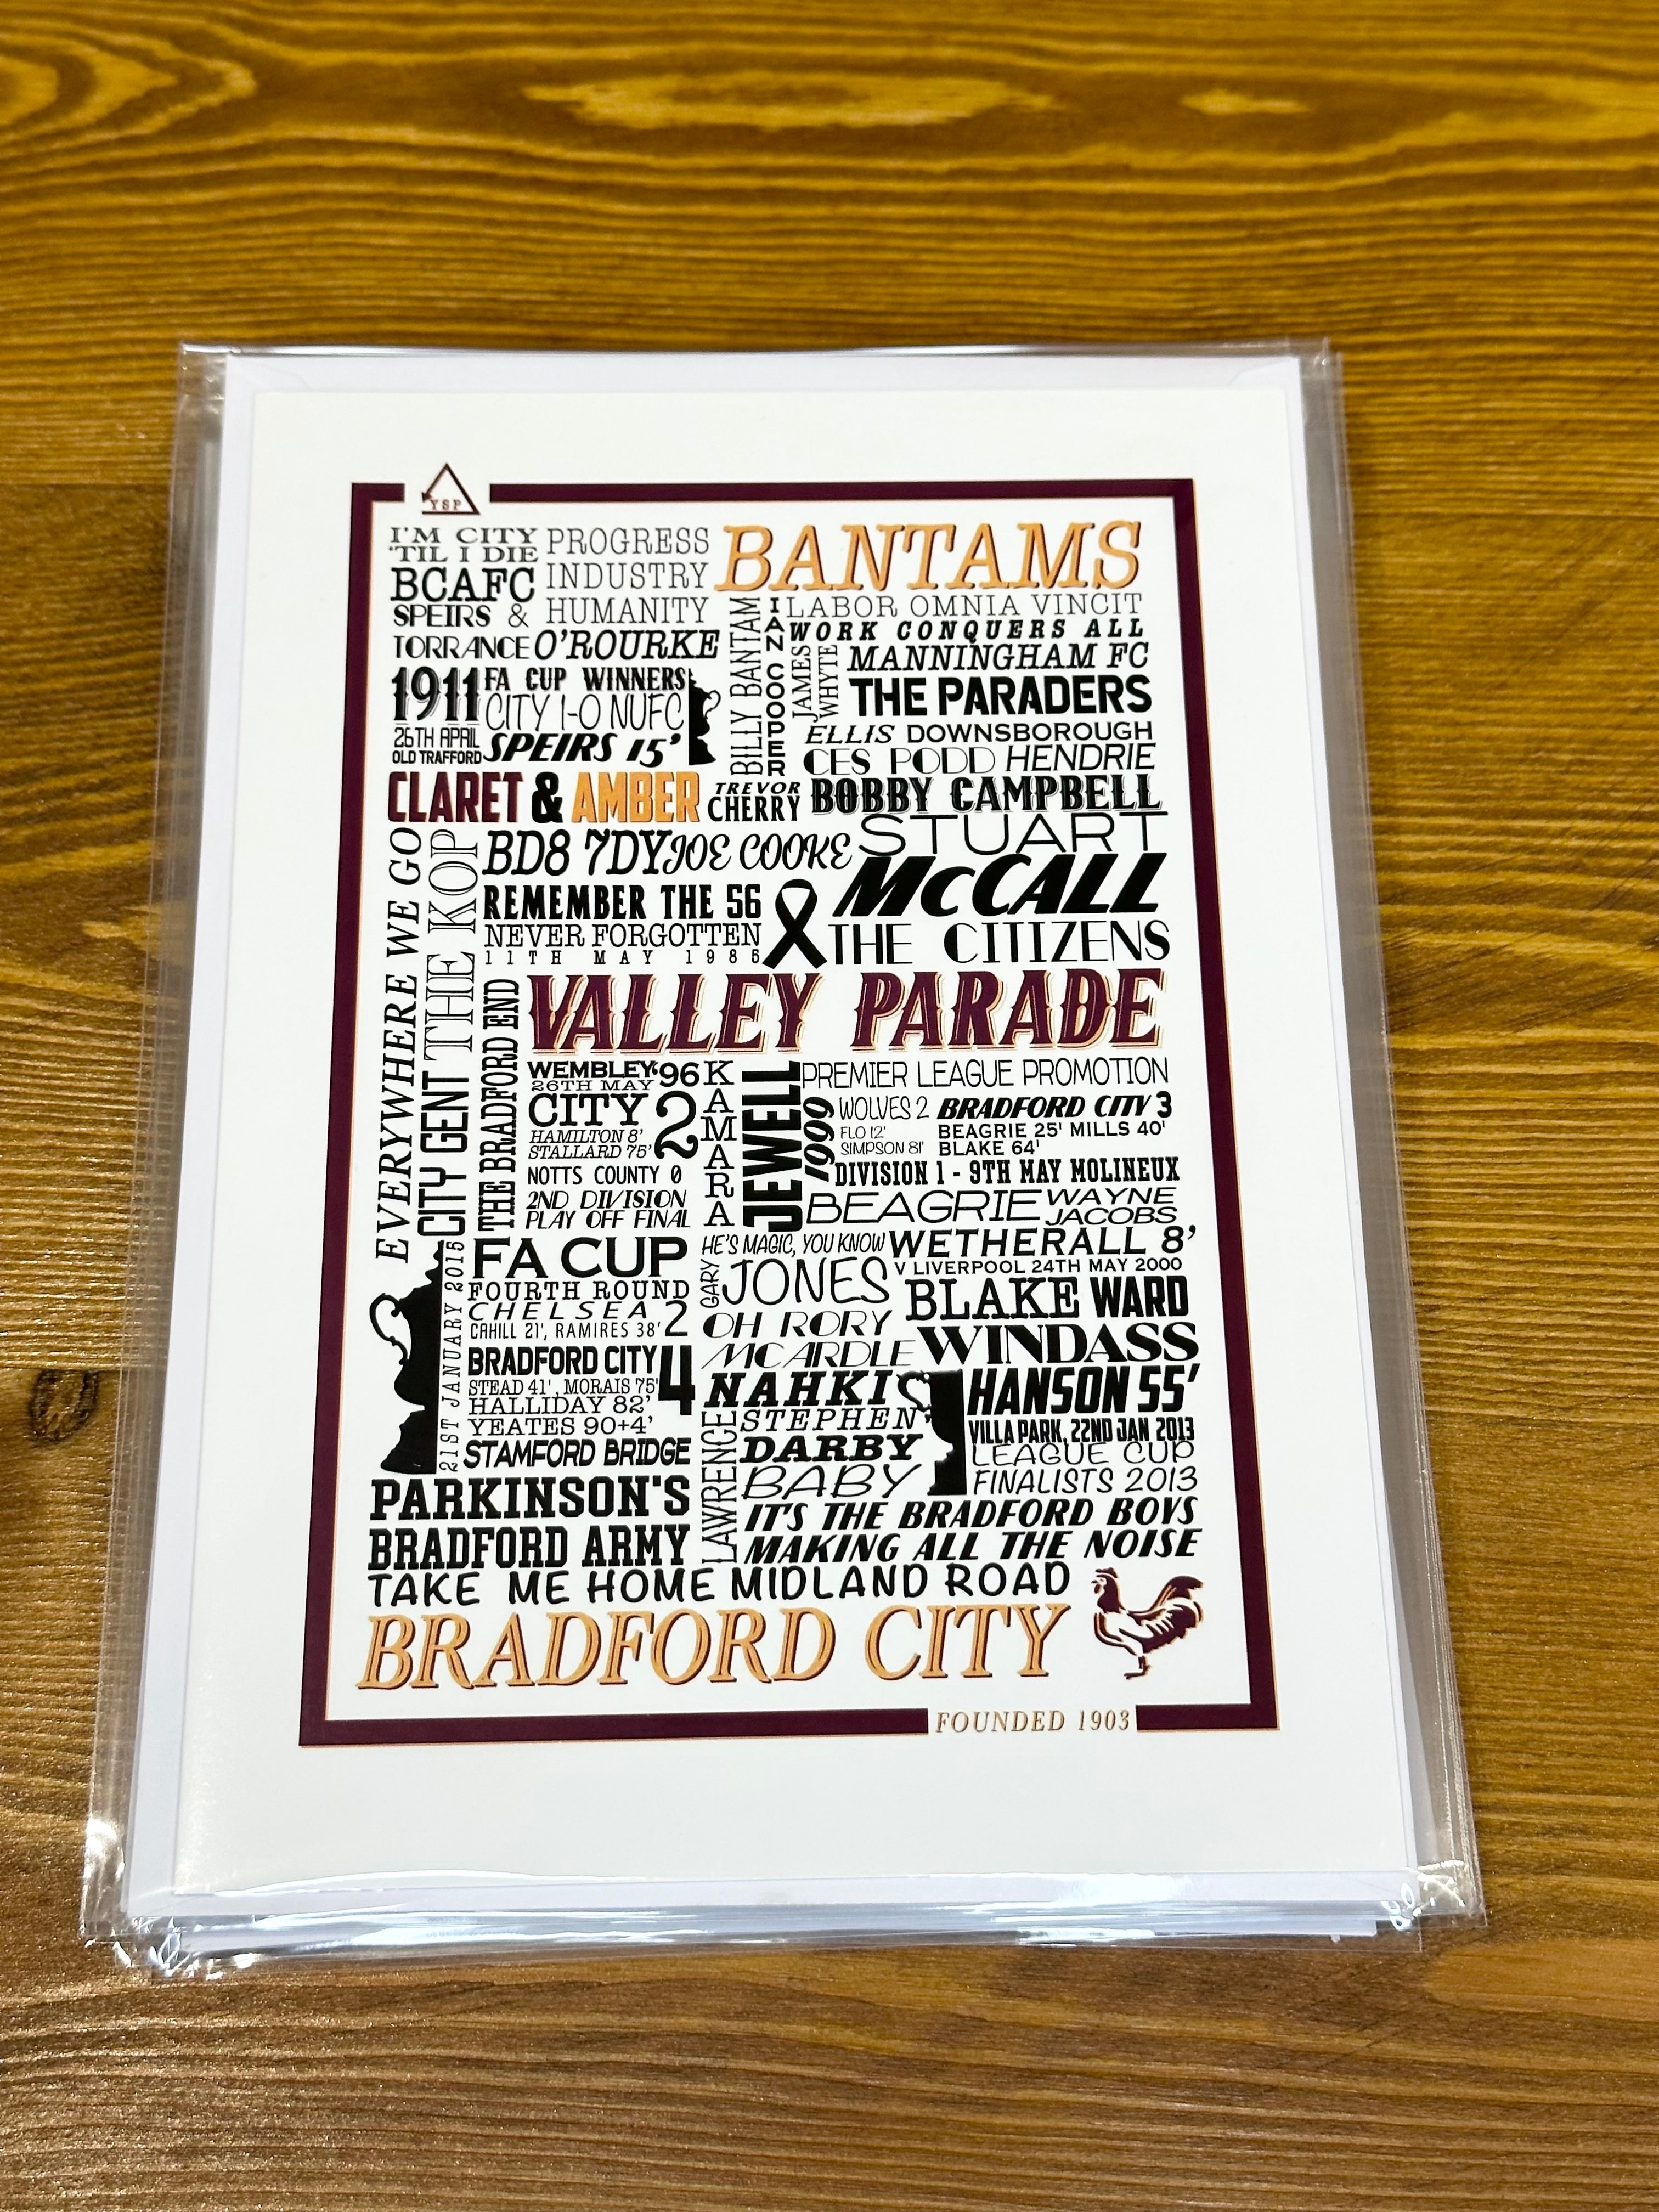 YSP
I'M CITY
'TIL I DIE
BCAFC
SPEIRS &
TORRANCE O'ROURKE
PROGRESS
INDUSTRY
HUMANITY
BANTAMS
1911
26TH APRIL
OLD TRAFFORD
FA CUP WINNERS
CITY 1-0 NUFC
SPEIRS 15'
BILLY BANTAM
IAN COOPER
LABOR OMNIA VINCIT
WORK CONQUERS ALL
JAMES
WHYTE
MANNINGHAM FC
THE PARADERS
ELLIS DOWNSBOROUGH
CES PODD HENDRIE
CLARET & AMBER
TREVOR
CHERRY
BOBBY CAMPBELL
EVERYWHERE WE GO
CITY GENT THE KOP
BD8 7DY JOE COOKE
STUART
McCALL
REMEMBER THE 56
NEVER FORGOTTEN
11TH MAY 1985
THE CITIZENS
THE BRADFORD END
VALLEY PARADE
WEMBLEY '96
26TH MAY
CITY 2
HAMILTON 8'
STALLARD 75'
NOTTS COUNTY 0
2ND DIVISION
PLAY OFF FINAL
KAMARA
JEWELL
1999
PREMIER LEAGUE PROMOTION
WOLVES 2 BRADFORD CITY 3
FLO 12' BEAGRIE 25' MILLS 40'
SIMPSON 81' BLAKE 64'
DIVISION 1 - 9TH MAY MOLINEUX
BEAGRIE WAYNE
JACOBS
21ST JANUARY 2015
FA CUP
FOURTH ROUND
CHELSEA 2
CAHILL 21', RAMIRES 38'
BRADFORD CITY 4
STEAD 41', MORAIS 75'
HALLIDAY 82'
YEATES 90+4'
STAMFORD BRIDGE
HE'S MAGIC, YOU KNOW
GARY
JONES
WETHERALL 8'
V LIVERPOOL 24TH MAY 2000
BLAKE WARD
OH RORY
MCARDLE
WINDASS
NAHKI
STEPHEN
DARBY
BABY
LAWRENCE
HANSON 55'
VILLA PARK, 22ND JAN 2013
LEAGUE CUP
FINALISTS 2013
PARKINSON'S
BRADFORD ARMY
IT'S THE BRADFORD BOYS
MAKING ALL THE NOISE
TAKE ME HOME MIDLAND ROAD
BRADFORD CITY
FOUNDED 1903